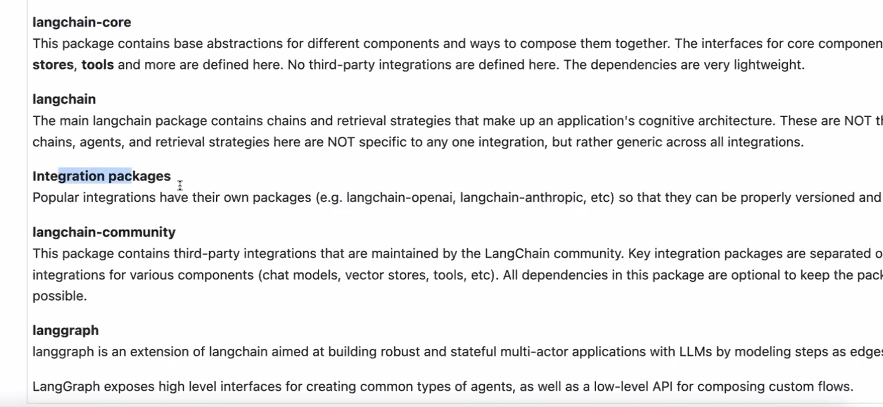 langchain-core
This package contains base abstractions for different components and ways to compose them together. The interfaces for core
stores, tools and more are defined here. No third-party integrations are defined here. The dependencies are very lightweight.
langchain
The main langchain package contains chains and retrieval strategies that make up an application's cognitive architecture. These are NOT
chains, agents, and retrieval strategies here are NOT specific to any one integration, but rather generic across all integrations.
Integration packages
Popular integrations have their own packages (e.g. langchain-openai, langchain-anthropic, etc) so that they can be properly versioned and
langchain-community
This package contains third-party integrations that are maintained by the LangChain community. Key integration packages are separated
integrations for various components (chat models, vector stores, tools, etc). All dependencies in this package are optional to keep the
possible.
langgraph
langgraph is an extension of langchain aimed at building robust and stateful multi-actor applications with LLMs by modeling steps as edges
LangGraph exposes high level interfaces for creating common types of agents, as well as a low-level API for composing custom flows.